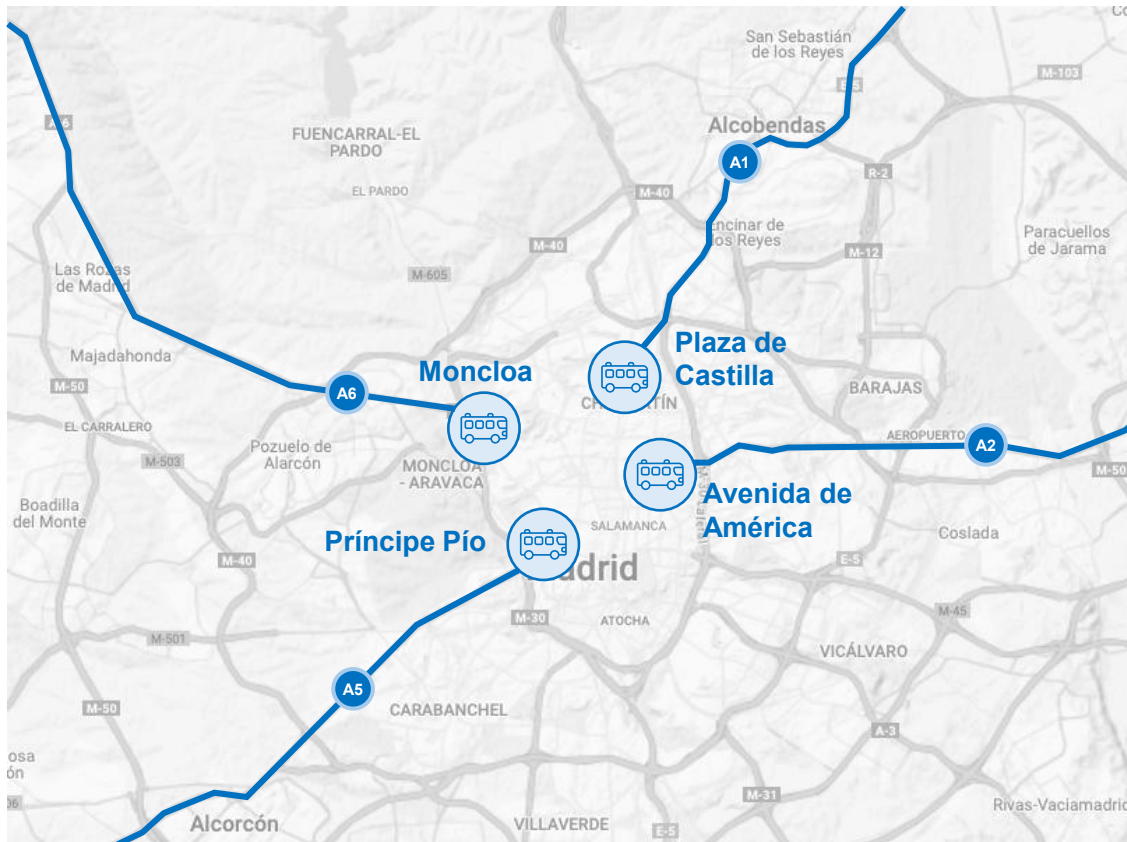 San Sebastián
de los Reyes
M-103
E-5
Alcobendas
A1
R-2
FUENCARRAL-EL
PARDO
EL PARDO
M-40
Encinar de
los Reyes
Paracuellos
de Jarama
M-40
M-12
M-605
Las Rozas
de Madrid
Majadahonda
Plaza de
Castilla
Moncloa
M-50
A6
BARAJAS
EL CARRALERO
AEROPUERTO
A2
Pozuelo de
Alarcón
M-503
MONCLOA
- ARAVACA
M-50
Avenida de
América
M-30
Boadilla
del Monte
SALAMANCA
Coslada
Príncipe Pío
M-40
E-5
M-30
ATOCHA
M-45
M-501
VICÁLVARO
A5
M-50
CARABANCHEL
A-3
M-31
Alcorcón
VILLAVERDE
E-5